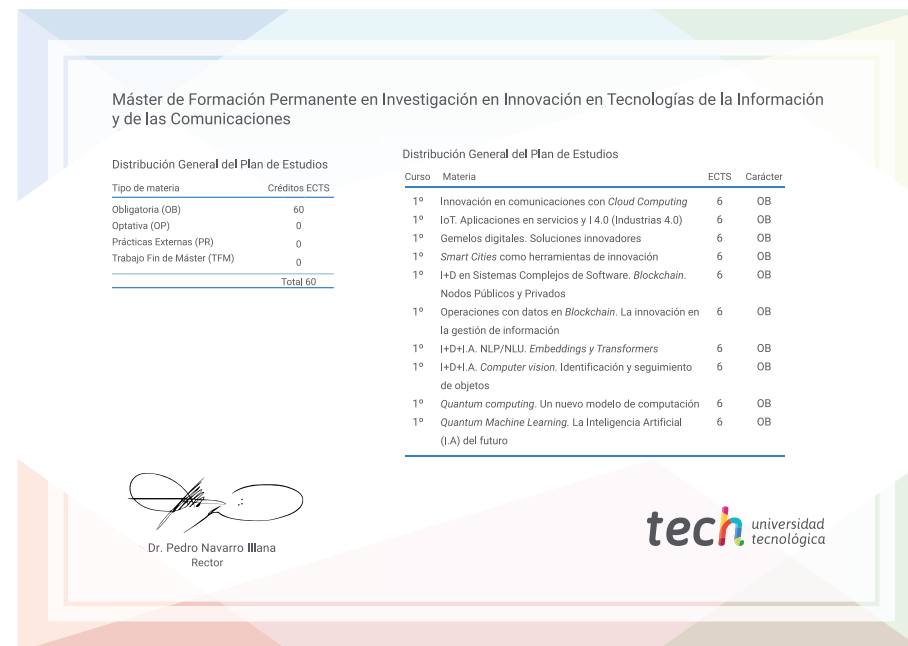 Máster de Formación Permanente en Investigación en Innovación en Tecnologías de la Información
y de las Comunicaciones
Distribución General del Plan de Estudios
Tipo de materia Créditos ECTS
Obligatoria (OB) 60
Optativa (OP) 0
Prácticas Externas (PR) 0
Trabajo Fin de Máster (TFM) 0
Total 60
Distribución General del Plan de Estudios
Curso Materia ECTS Carácter
1º Innovación en comunicaciones con Cloud Computing 6 OB
1º IoT. Aplicaciones en servicios y I 4.0 (Industrias 4.0) 6 OB
1º Gemelos digitales. Soluciones innovadores 6 OB
1º Smart Cities como herramientas de innovación 6 OB
1º I+D en Sistemas Complejos de Software. Blockchain. 6 OB
Nodos Públicos y Privados
1º Operaciones con datos en Blockchain. La innovación en 6 OB
la gestión de información
1º I+D+I.A. NLP/NLU. Embeddings y Transformers 6 OB
1º I+D+I.A. Computer vision. Identificación y seguimiento 6 OB
de objetos
1º Quantum computing. Un nuevo modelo de computación 6 OB
1º Quantum Machine Learning. La Inteligencia Artificial 6 OB
(I.A) del futuro
Dr. Pedro Navarro Illana
Rector
tech universidad
tecnológica